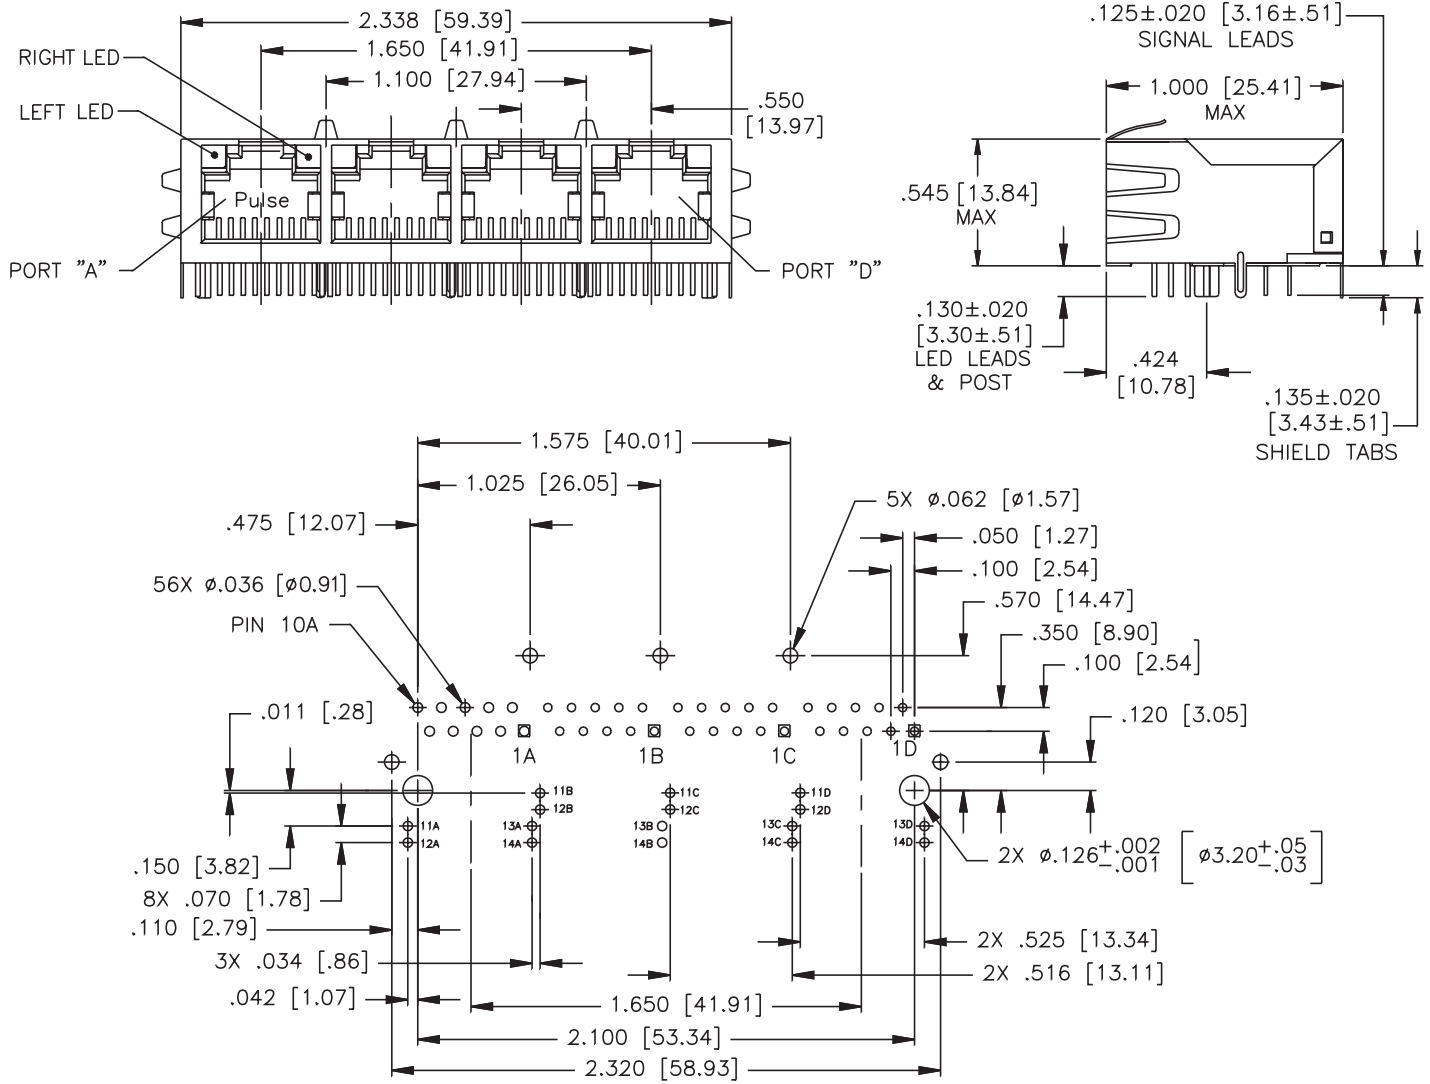 2.338 [59.39]
1.650 [41.91]
1.100 [27.94]
.550
[13.97]
RIGHT LED
LEFT LED
Pulse
PORT "A"
PORT "D"
.125±.020 [3.16±.51]
SIGNAL LEADS
1.000 [25.41]
MAX
.545 [13.84]
MAX
.130±.020
[3.30±.51]
LED LEADS
& POST
.424
[10.78]
.135±.020
[3.43±.51]
SHIELD TABS
1.575 [40.01]
1.025 [26.05]
.475 [12.07]
56X ø.036 [ø0.91]
PIN 10A
5X ø.062 [ø1.57]
.050 [1.27]
.100 [2.54]
.570 [14.47]
.350 [8.90]
.100 [2.54]
.011 [.28]
.120 [3.05]
1A
1B
1C
1D
11B
12B
11C
12C
11D
12D
11A
12A
13A
14A
13B
14B
13C
14C
13D
14D
2X ø.126+.002 -.001 [ø3.20+.05 -.03]
.150 [3.82]
8X .070 [1.78]
.110 [2.79]
3X .034 [.86]
.042 [1.07]
2X .525 [13.34]
2X .516 [13.11]
1.650 [41.91]
2.100 [53.34]
2.320 [58.93]